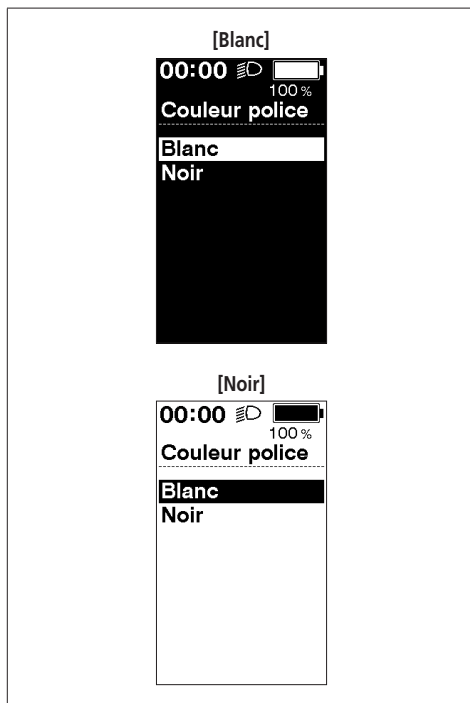 [Blanc]
00:00
100 %
Couleur police
Blanc
Noir
[Noir]
00:00
100 %
Couleur police
Blanc
Noir